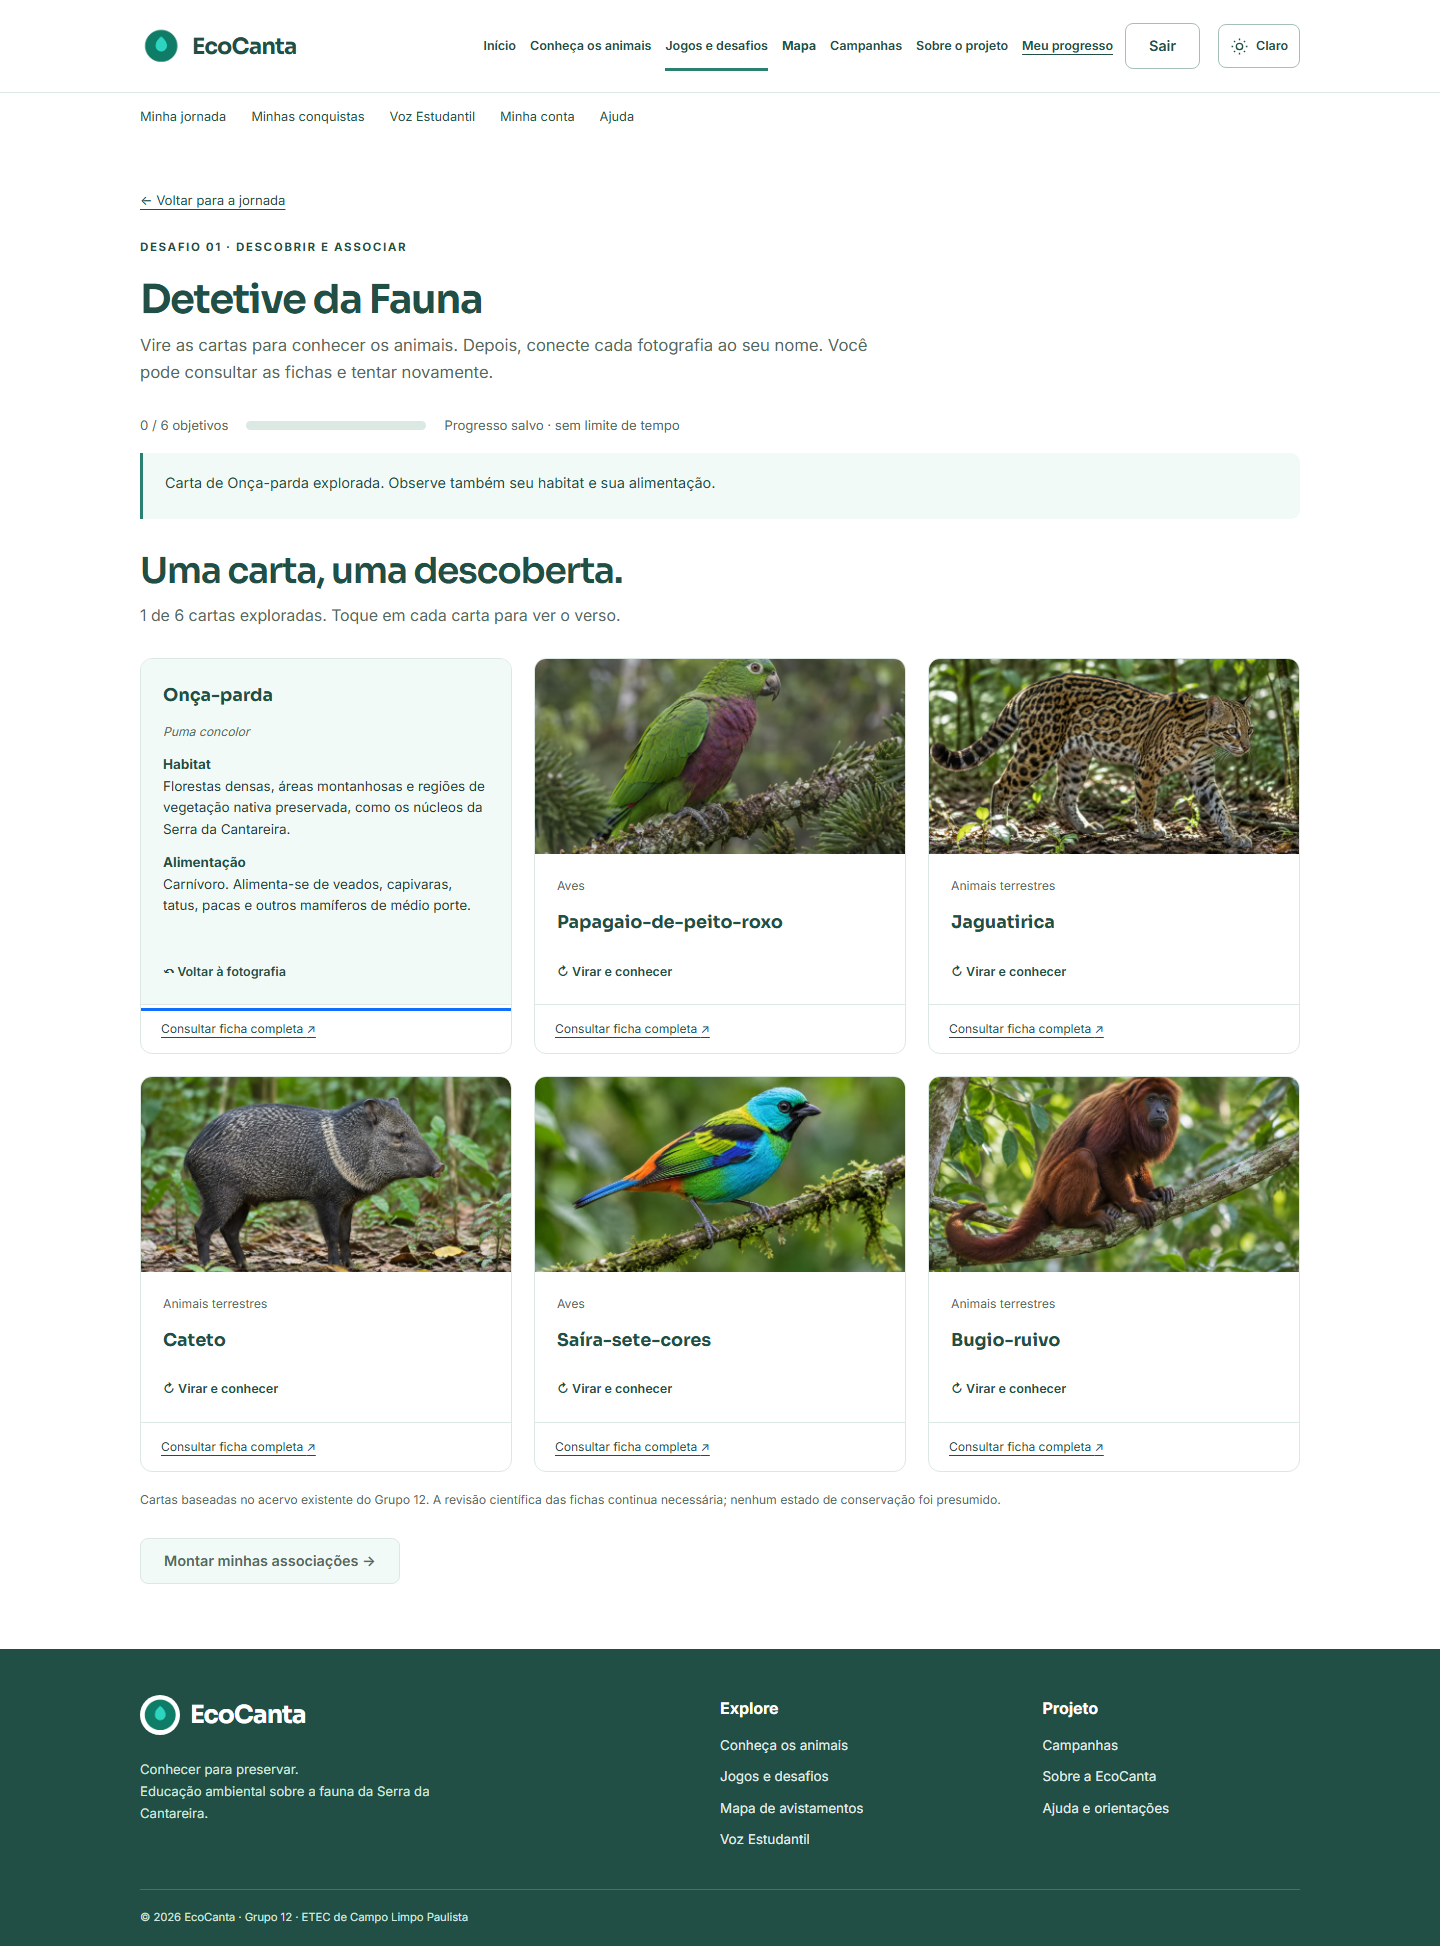 EcoCanta
Início Conheça os animais Jogos e desafios Mapa Campanhas Sobre o projeto Meu progresso Sair Claro
Minha jornada Minhas conquistas Voz Estudantil Minha conta Ajuda
← Voltar para a jornada
DESAFIO 01 · DESCOBRIR E ASSOCIAR
Detetive da Fauna
Vire as cartas para conhecer os animais. Depois, conecte cada fotografia ao seu nome. Você
pode consultar as fichas e tentar novamente.
0 / 6 objetivos Progresso salvo · sem limite de tempo
Carta de Onça-parda explorada. Observe também seu habitat e sua alimentação.
Uma carta, uma descoberta.
1 de 6 cartas exploradas. Toque em cada carta para ver o verso.
Onça-parda
Puma concolor
Habitat
Florestas densas, áreas montanhosas e regiões de
vegetação nativa preservada, como os núcleos da
Serra da Cantareira.
Alimentação
Carnívoro. Alimenta-se de veados, capivaras,
tatus, pacas e outros mamíferos de médio porte.
↶ Voltar à fotografia
Consultar ficha completa ↗
Aves
Papagaio-de-peito-roxo
↻ Virar e conhecer
Consultar ficha completa ↗
Animais terrestres
Jaguatirica
↻ Virar e conhecer
Consultar ficha completa ↗
Animais terrestres
Cateto
↻ Virar e conhecer
Consultar ficha completa ↗
Aves
Saíra-sete-cores
↻ Virar e conhecer
Consultar ficha completa ↗
Animais terrestres
Bugio-ruivo
↻ Virar e conhecer
Consultar ficha completa ↗
Cartas baseadas no acervo existente do Grupo 12. A revisão científica das fichas continua necessária; nenhum estado de conservação foi presumido.
Montar minhas associações →
EcoCanta
Conhecer para preservar.
Educação ambiental sobre a fauna da Serra da
Cantareira.
Explore
Conheça os animais
Jogos e desafios
Mapa de avistamentos
Voz Estudantil
Projeto
Campanhas
Sobre a EcoCanta
Ajuda e orientações
© 2026 EcoCanta · Grupo 12 · ETEC de Campo Limpo Paulista